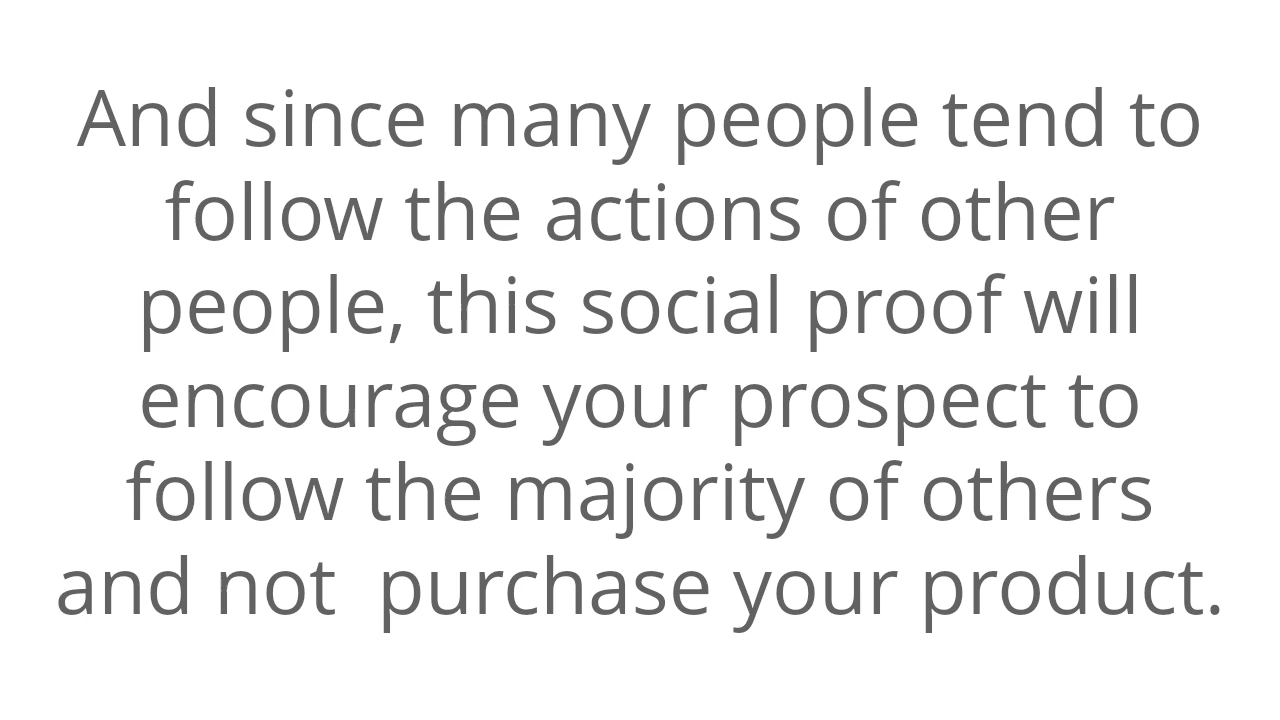 And since many people tend to
follow the actions of other
people, this social proof will
encourage your prospect to
follow the majority of others
and not  purchase your product.